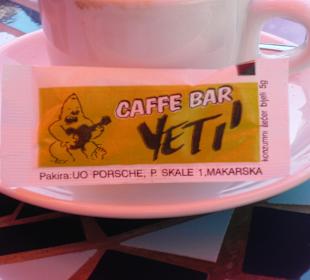 CAFFE BAR
YETI
Pakira:UO PORSCHE, P. SKALE 1,MAKARSKA
konzumni šećer bijeli 5g